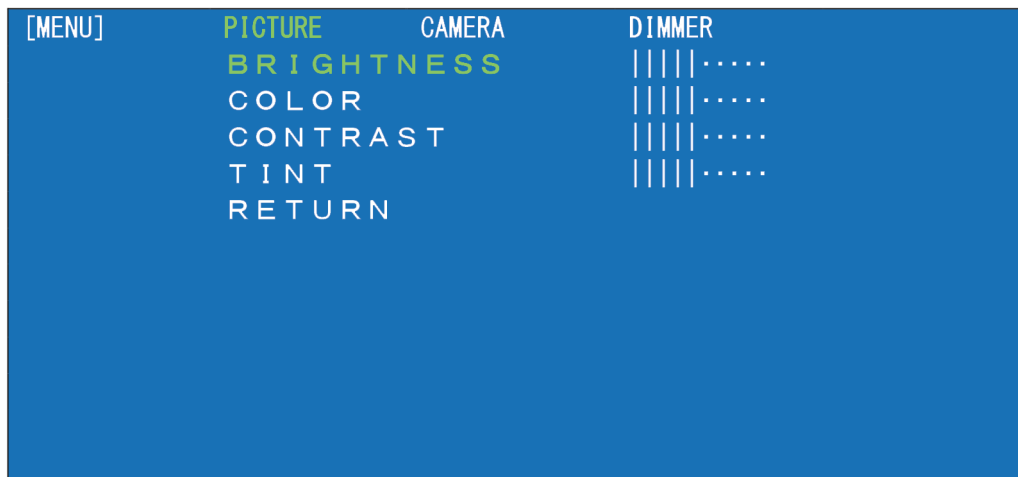 [MENU] PICTURE CAMERA DIMMER
BRIGHTNESS |||||·····
COLOR |||||·····
CONTRAST |||||·····
TINT |||||·····
RETURN